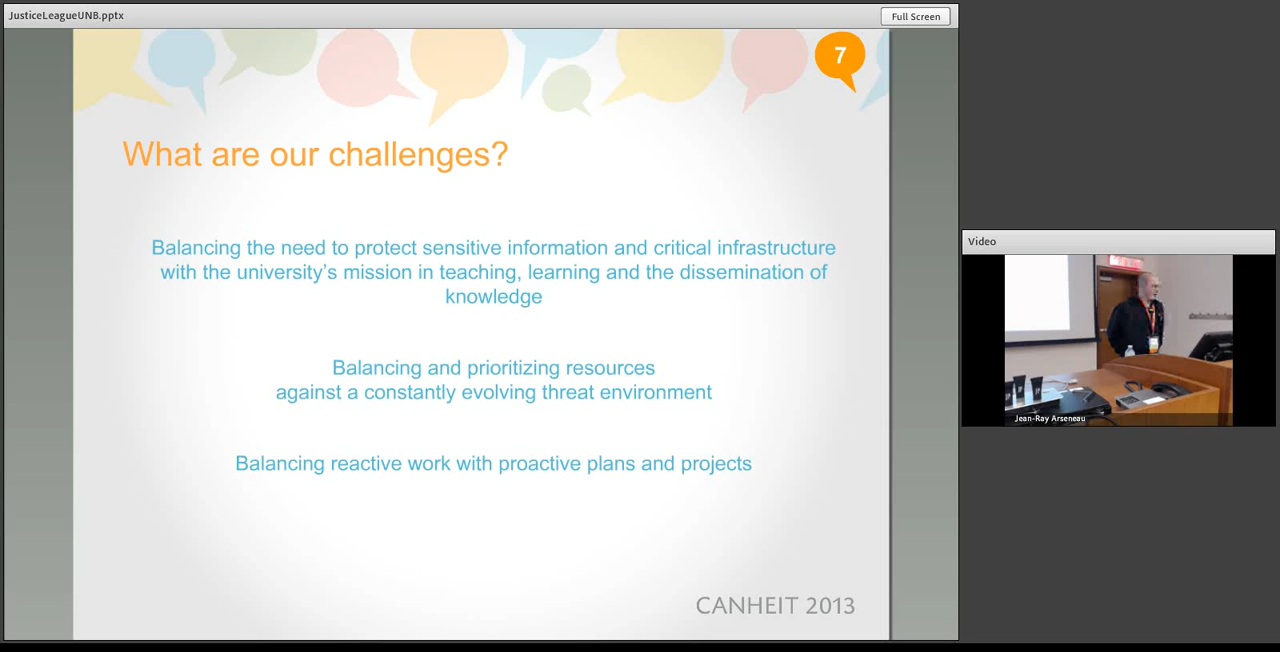 JusticeLeagueUNB.pptx
Full Screen
7
What are our challenges?
Balancing the need to protect sensitive information and critical infrastructure
with the university’s mission in teaching, learning and the dissemination of
knowledge
Balancing and prioritizing resources
against a constantly evolving threat environment
Balancing reactive work with proactive plans and projects
CANHEIT 2013
Video
Jean-Ray Arseneau